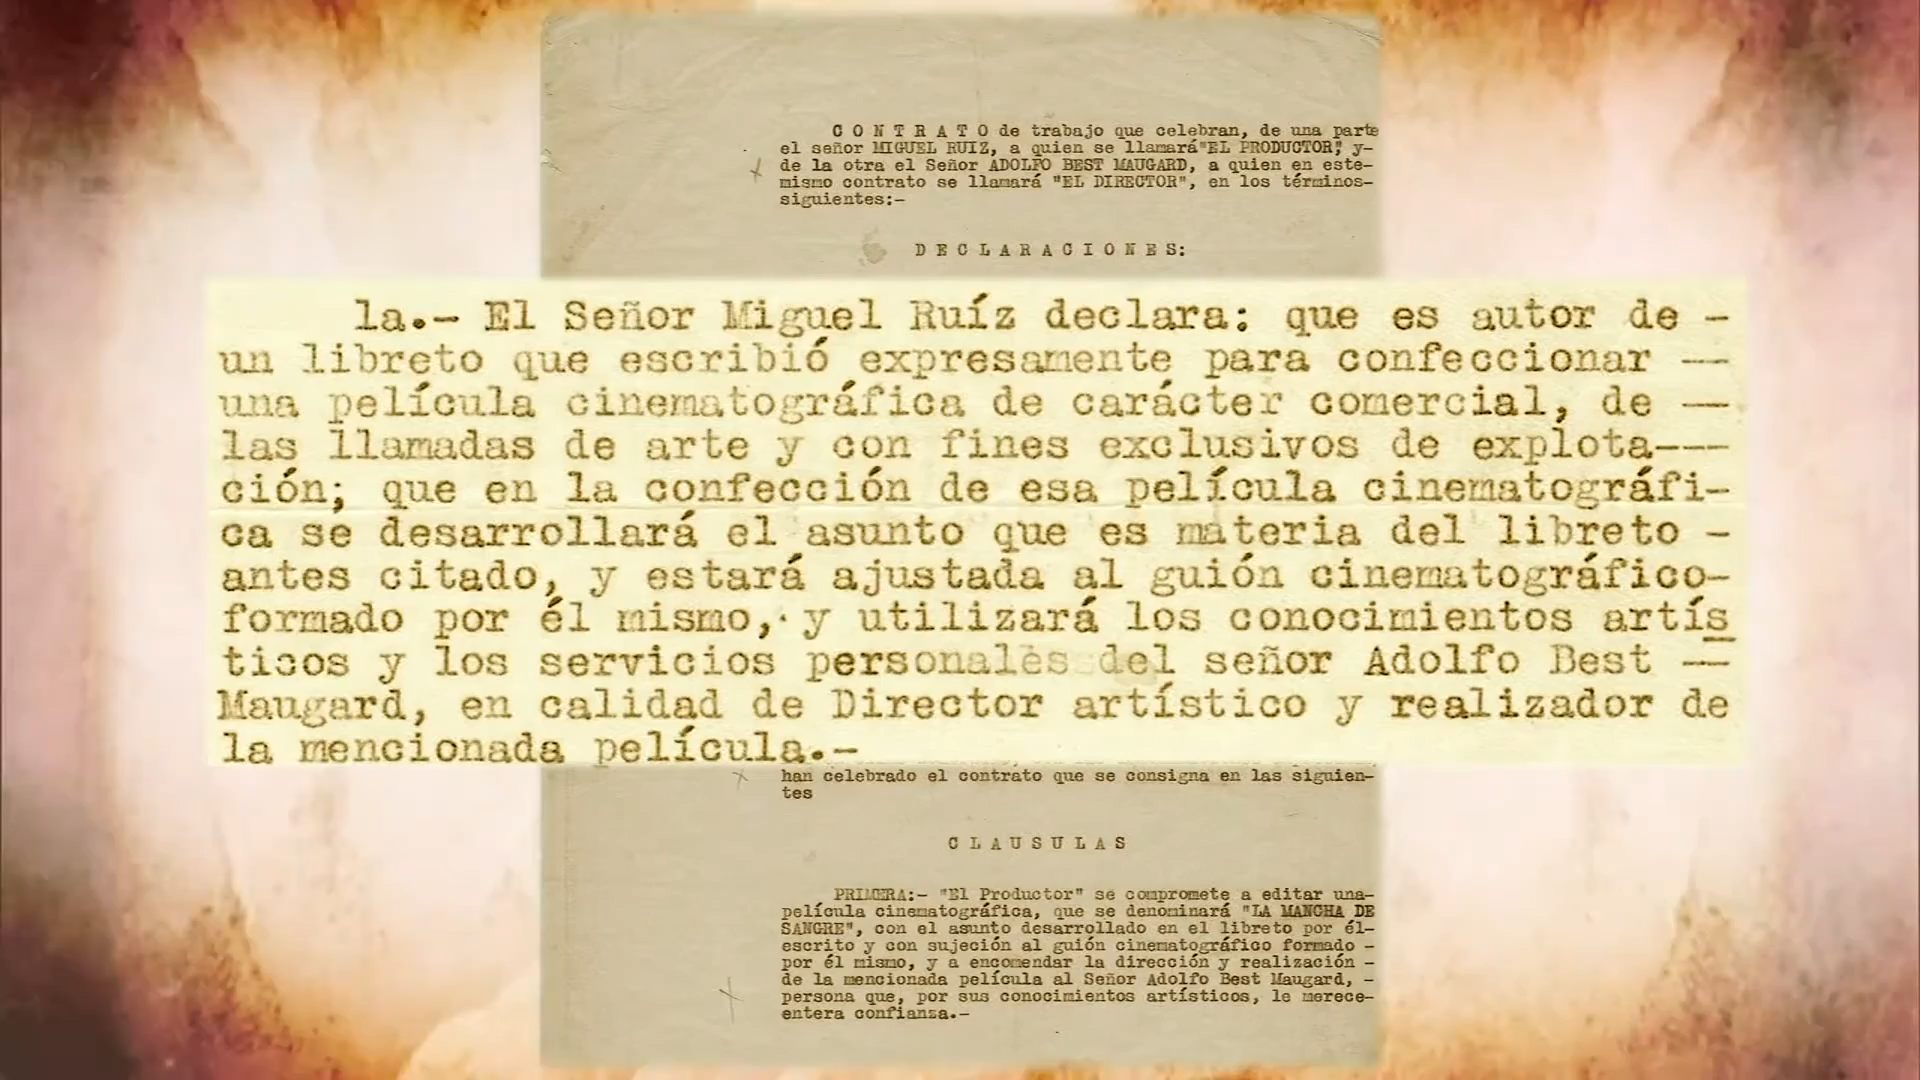 C O N T R A T O de trabajo que celebran, de una parte
el señor MIGUEL RUIZ, a quien se llamará"EL PRODUCTOR", y-
de la otra el Señor ADOLFO BEST MAUGARD, a quien en este-
mismo contrato se llamará "EL DIRECTOR", en los términos-
siguientes:-
D E C L A R A C I O N E S:
la.- El Señor Miguel Ruíz declara: que es autor de -
un libreto que escribió expresamente para confeccionar --
una película cinematográfica de carácter comercial, de --
las llamadas de arte y con fines exclusivos de explota---
ción; que en la confección de esa película cinematográfi-
ca se desarrollará el asunto que es materia del libreto -
antes citado, y estará ajustada al guión cinematográfico-
formado por él mismo, y utilizará los conocimientos artís
ticos y los servicios personales del señor Adolfo Best --
Maugard, en calidad de Director artístico y realizador de
la mencionada película.-
han celebrado el contrato que se consigna en las siguien-
tes
C L A U S U L A S
PRIMERA:- "El Productor" se compromete a editar una-
película cinematográfica, que se denominará "LA MANCHA DE
SANGRE", con el asunto desarrollado en el libreto por él-
escrito y con sujeción al guión cinematográfico formado -
por él mismo, y a encomendar la dirección y realización -
de la mencionada película al Señor Adolfo Best Maugard, -
persona que, por sus conocimientos artísticos, le merece-
entera confianza.-